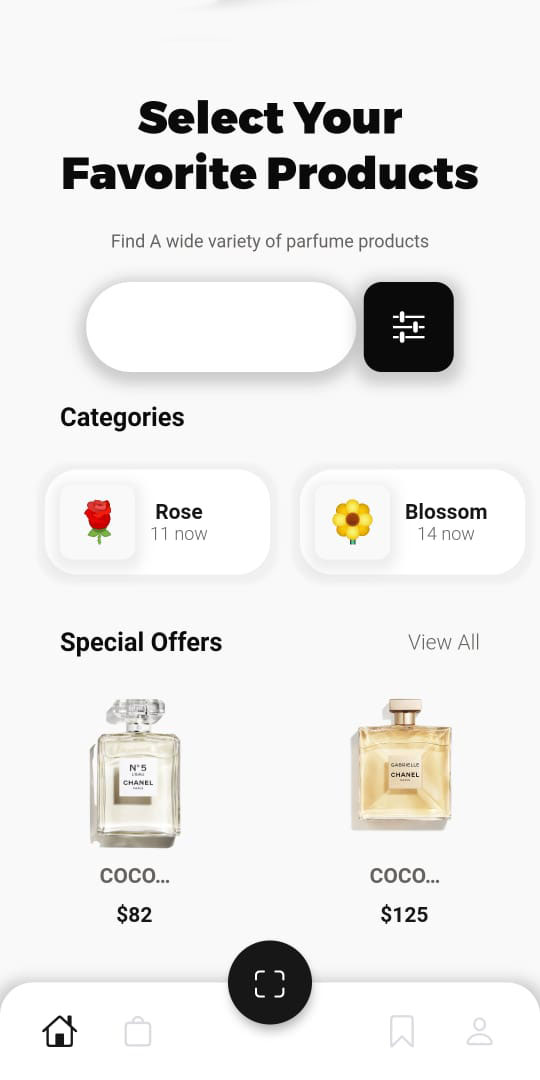 Select Your
Favorite Products
Find A wide variety of parfume products
Categories
Rose
11 now
Blossom
14 now
Special Offers
View All
N°5
L'EAU
CHANEL
PARIS
GABRIELLE
CHANEL
PARIS
COCO...
COCO...
$82
$125